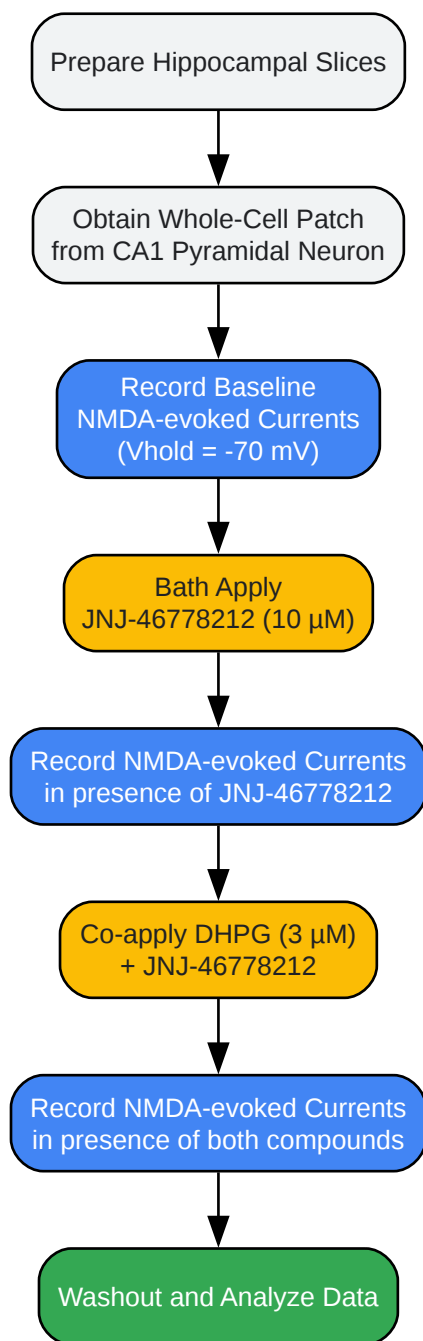 Prepare Hippocampal Slices
Obtain Whole-Cell Patch
from CA1 Pyramidal Neuron
Record Baseline
NMDA-evoked Currents
(Vhold = -70 mV)
Bath Apply
JNJ-46778212 (10 µM)
Record NMDA-evoked Currents
in presence of JNJ-46778212
Co-apply DHPG (3 µM)
+ JNJ-46778212
Record NMDA-evoked Currents
in presence of both compounds
Washout and Analyze Data